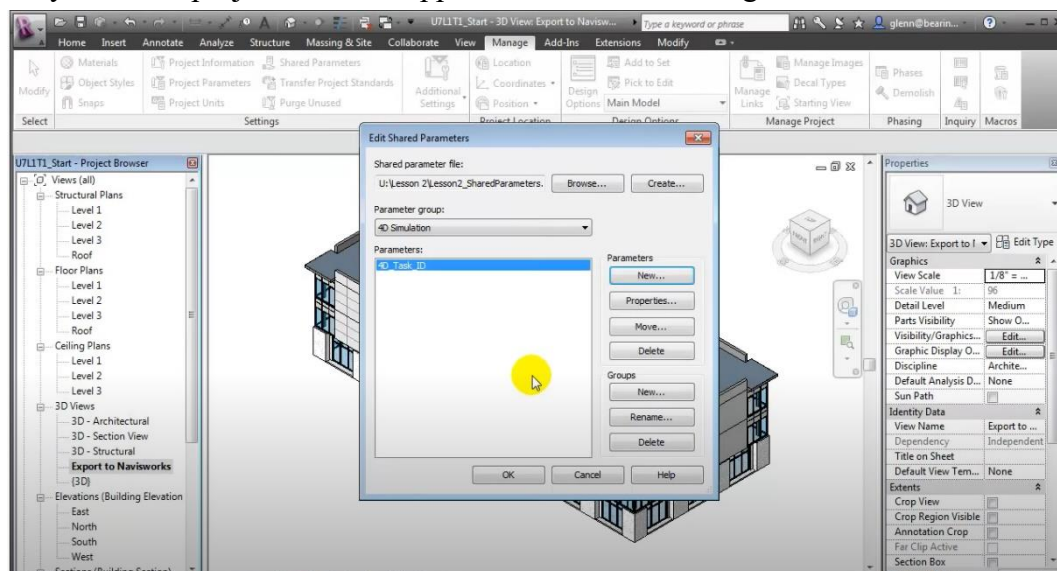 U7L1T1_Start - 3D View: Export to Navisw...
Type a keyword or phrase
glenn@bearin...
Home Insert Annotate Analyze Structure Massing & Site Collaborate View Manage Add-Ins Extensions Modify
Modify
Materials
Object Styles
Snaps
Project Information
Project Parameters
Project Units
Shared Parameters
Transfer Project Standards
Purge Unused
Additional Settings
Location
Coordinates
Position
Design Options
Add to Set
Pick to Edit
Main Model
Manage Links
Manage Images
Decal Types
Starting View
Phases
Demolish
Select Settings Project Location Design Options Manage Project Phasing Inquiry Macros
U7L1T1_Start - Project Browser
Views (all)
Structural Plans
Level 1
Level 2
Level 3
Roof
Floor Plans
Level 1
Level 2
Level 3
Roof
Ceiling Plans
Level 1
Level 2
Level 3
3D Views
3D - Architectural
3D - Section View
3D - Structural
Export to Navisworks
{3D}
Elevations (Building Elevation
East
North
South
West
Sections (Building Section)
Edit Shared Parameters
Shared parameter file:
U:\Lesson 2\Lesson2_SharedParameters.
Browse... Create...
Parameter group:
4D Simulation
Parameters:
4D_Task_ID
Parameters
New...
Properties...
Move...
Delete
Groups
New...
Rename...
Delete
OK Cancel Help
Properties
3D View
3D View: Export to Edit Type
Graphics
View Scale 1/8" = ...
Scale Value 1: 96
Detail Level Medium
Parts Visibility Show O...
Visibility/Graphics... Edit...
Graphic Display O... Edit...
Discipline Archite...
Default Analysis D... None
Sun Path
Identity Data
View Name Export to ...
Dependency Independent
Title on Sheet
Default View Tem... None
Extents
Crop View
Crop Region Visible
Annotation Crop
Far Clip Active
Section Box